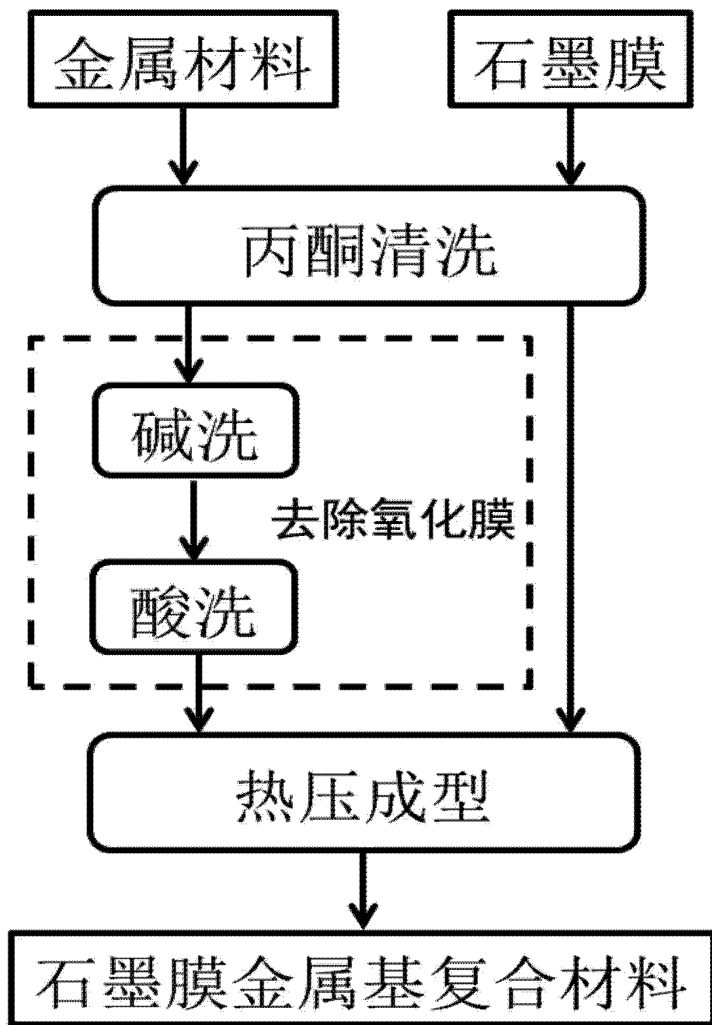 金属材料
石墨膜
丙酮清洗
碱洗
去除氧化膜
酸洗
热压成型
石墨膜金属基复合材料